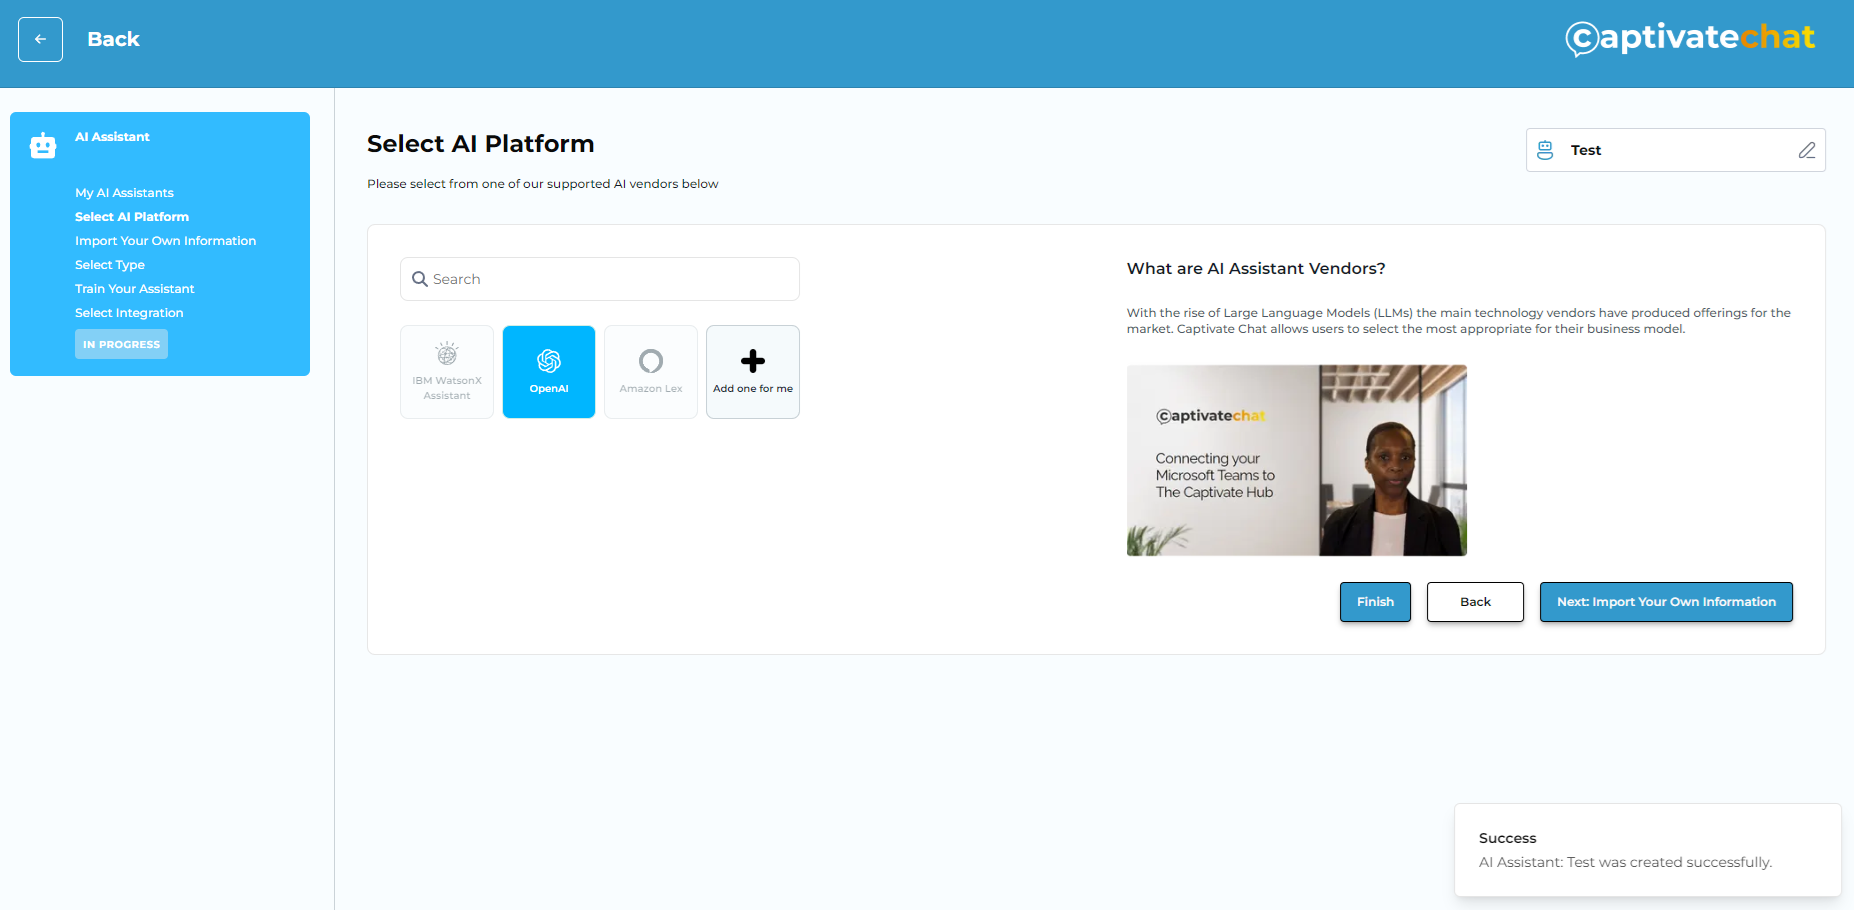 Back
captivatechat
AI Assistant
My AI Assistants
Select AI Platform
Import Your Own Information
Select Type
Train Your Assistant
Select Integration
IN PROGRESS
Select AI Platform
Please select from one of our supported AI vendors below
Test
Search
IBM WatsonX
Assistant
OpenAI
Amazon Lex
Add one for me
What are AI Assistant Vendors?
With the rise of Large Language Models (LLMs) the main technology vendors have produced offerings for the
market. Captivate Chat allows users to select the most appropriate for their business model.
captivatechat
Connecting your
Microsoft Teams to
The Captivate Hub
Finish
Back
Next: Import Your Own Information
Success
AI Assistant: Test was created successfully.